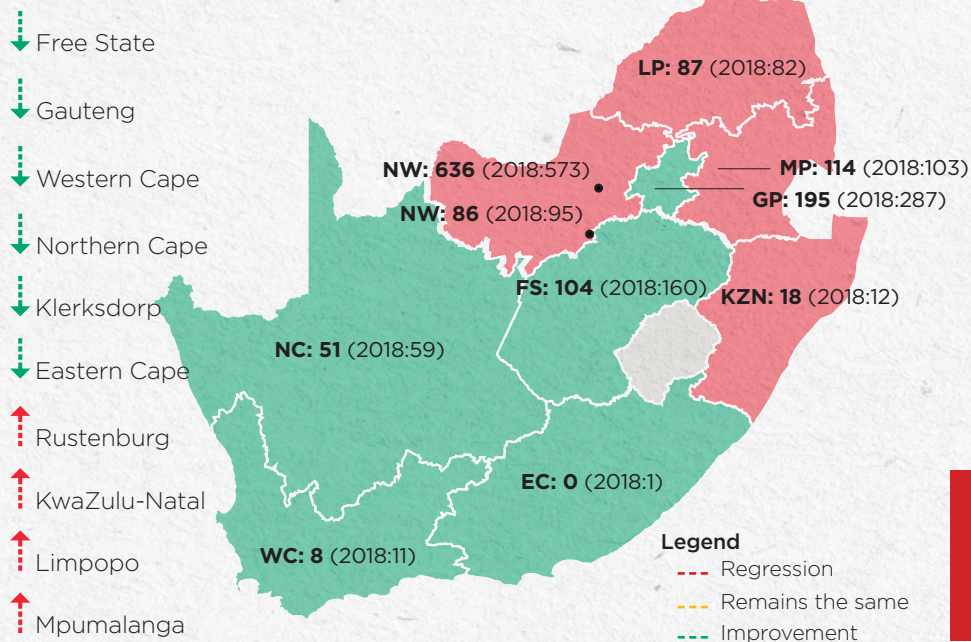 Free State
Gauteng
Western Cape
Northern Cape
Klerksdorp
Eastern Cape
Rustenburg
KwaZulu-Natal
Limpopo
Mpumalanga
LP: 87 (2018:82)
NW: 636 (2018:573)
MP: 114 (2018:103)
GP: 195 (2018:287)
NW: 86 (2018:95)
FS: 104 (2018:160)
KZN: 18 (2018:12)
NC: 51 (2018:59)
EC: 0 (2018:1)
WC: 8 (2018:11)
Legend
Regression
Remains the same
Improvement